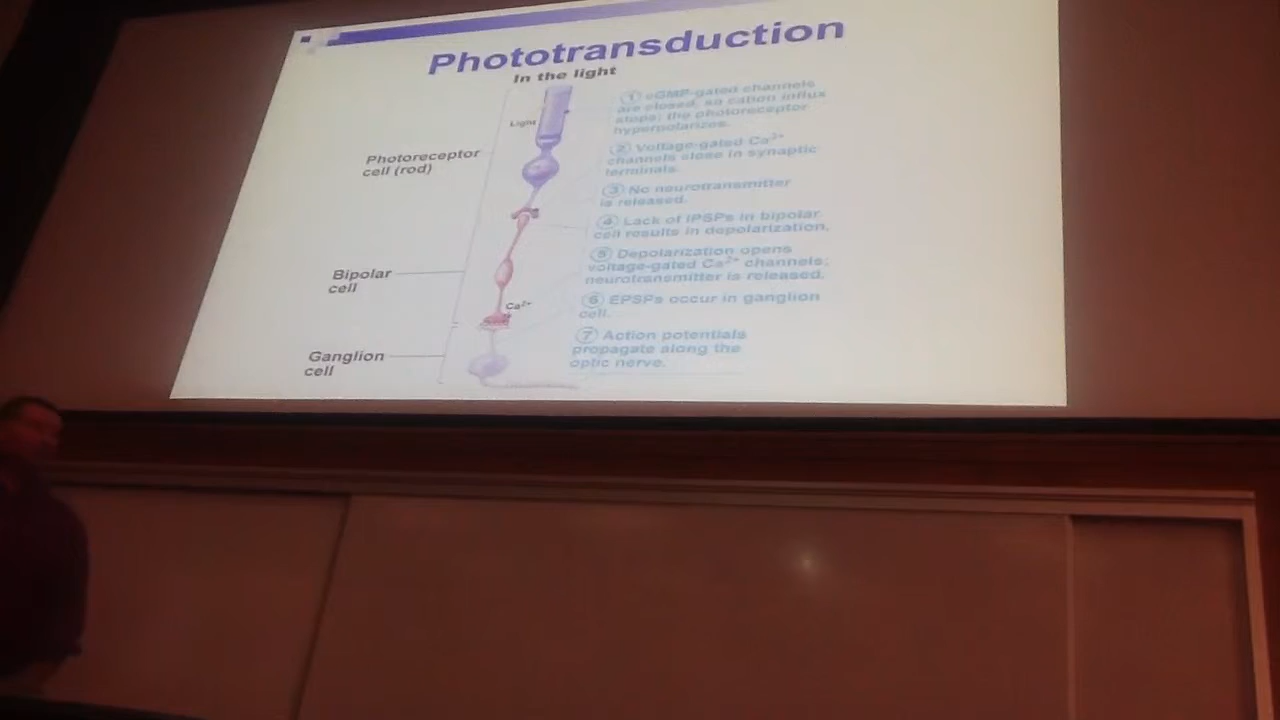 Phototransduction
In the light
Light
Photoreceptor
cell (rod)
Bipolar
cell
Ca2+
Ganglion
cell
1 cGMP-gated channels
are closed, so cation influx
stops; the photoreceptor
hyperpolarizes.
2 Voltage-gated Ca2+
channels close in synaptic
terminals.
3 No neurotransmitter
is released.
4 Lack of IPSPs in bipolar
cell results in depolarization.
5 Depolarization opens
voltage-gated Ca2+ channels;
neurotransmitter is released.
6 EPSPs occur in ganglion
cell.
7 Action potentials
propagate along the
optic nerve.